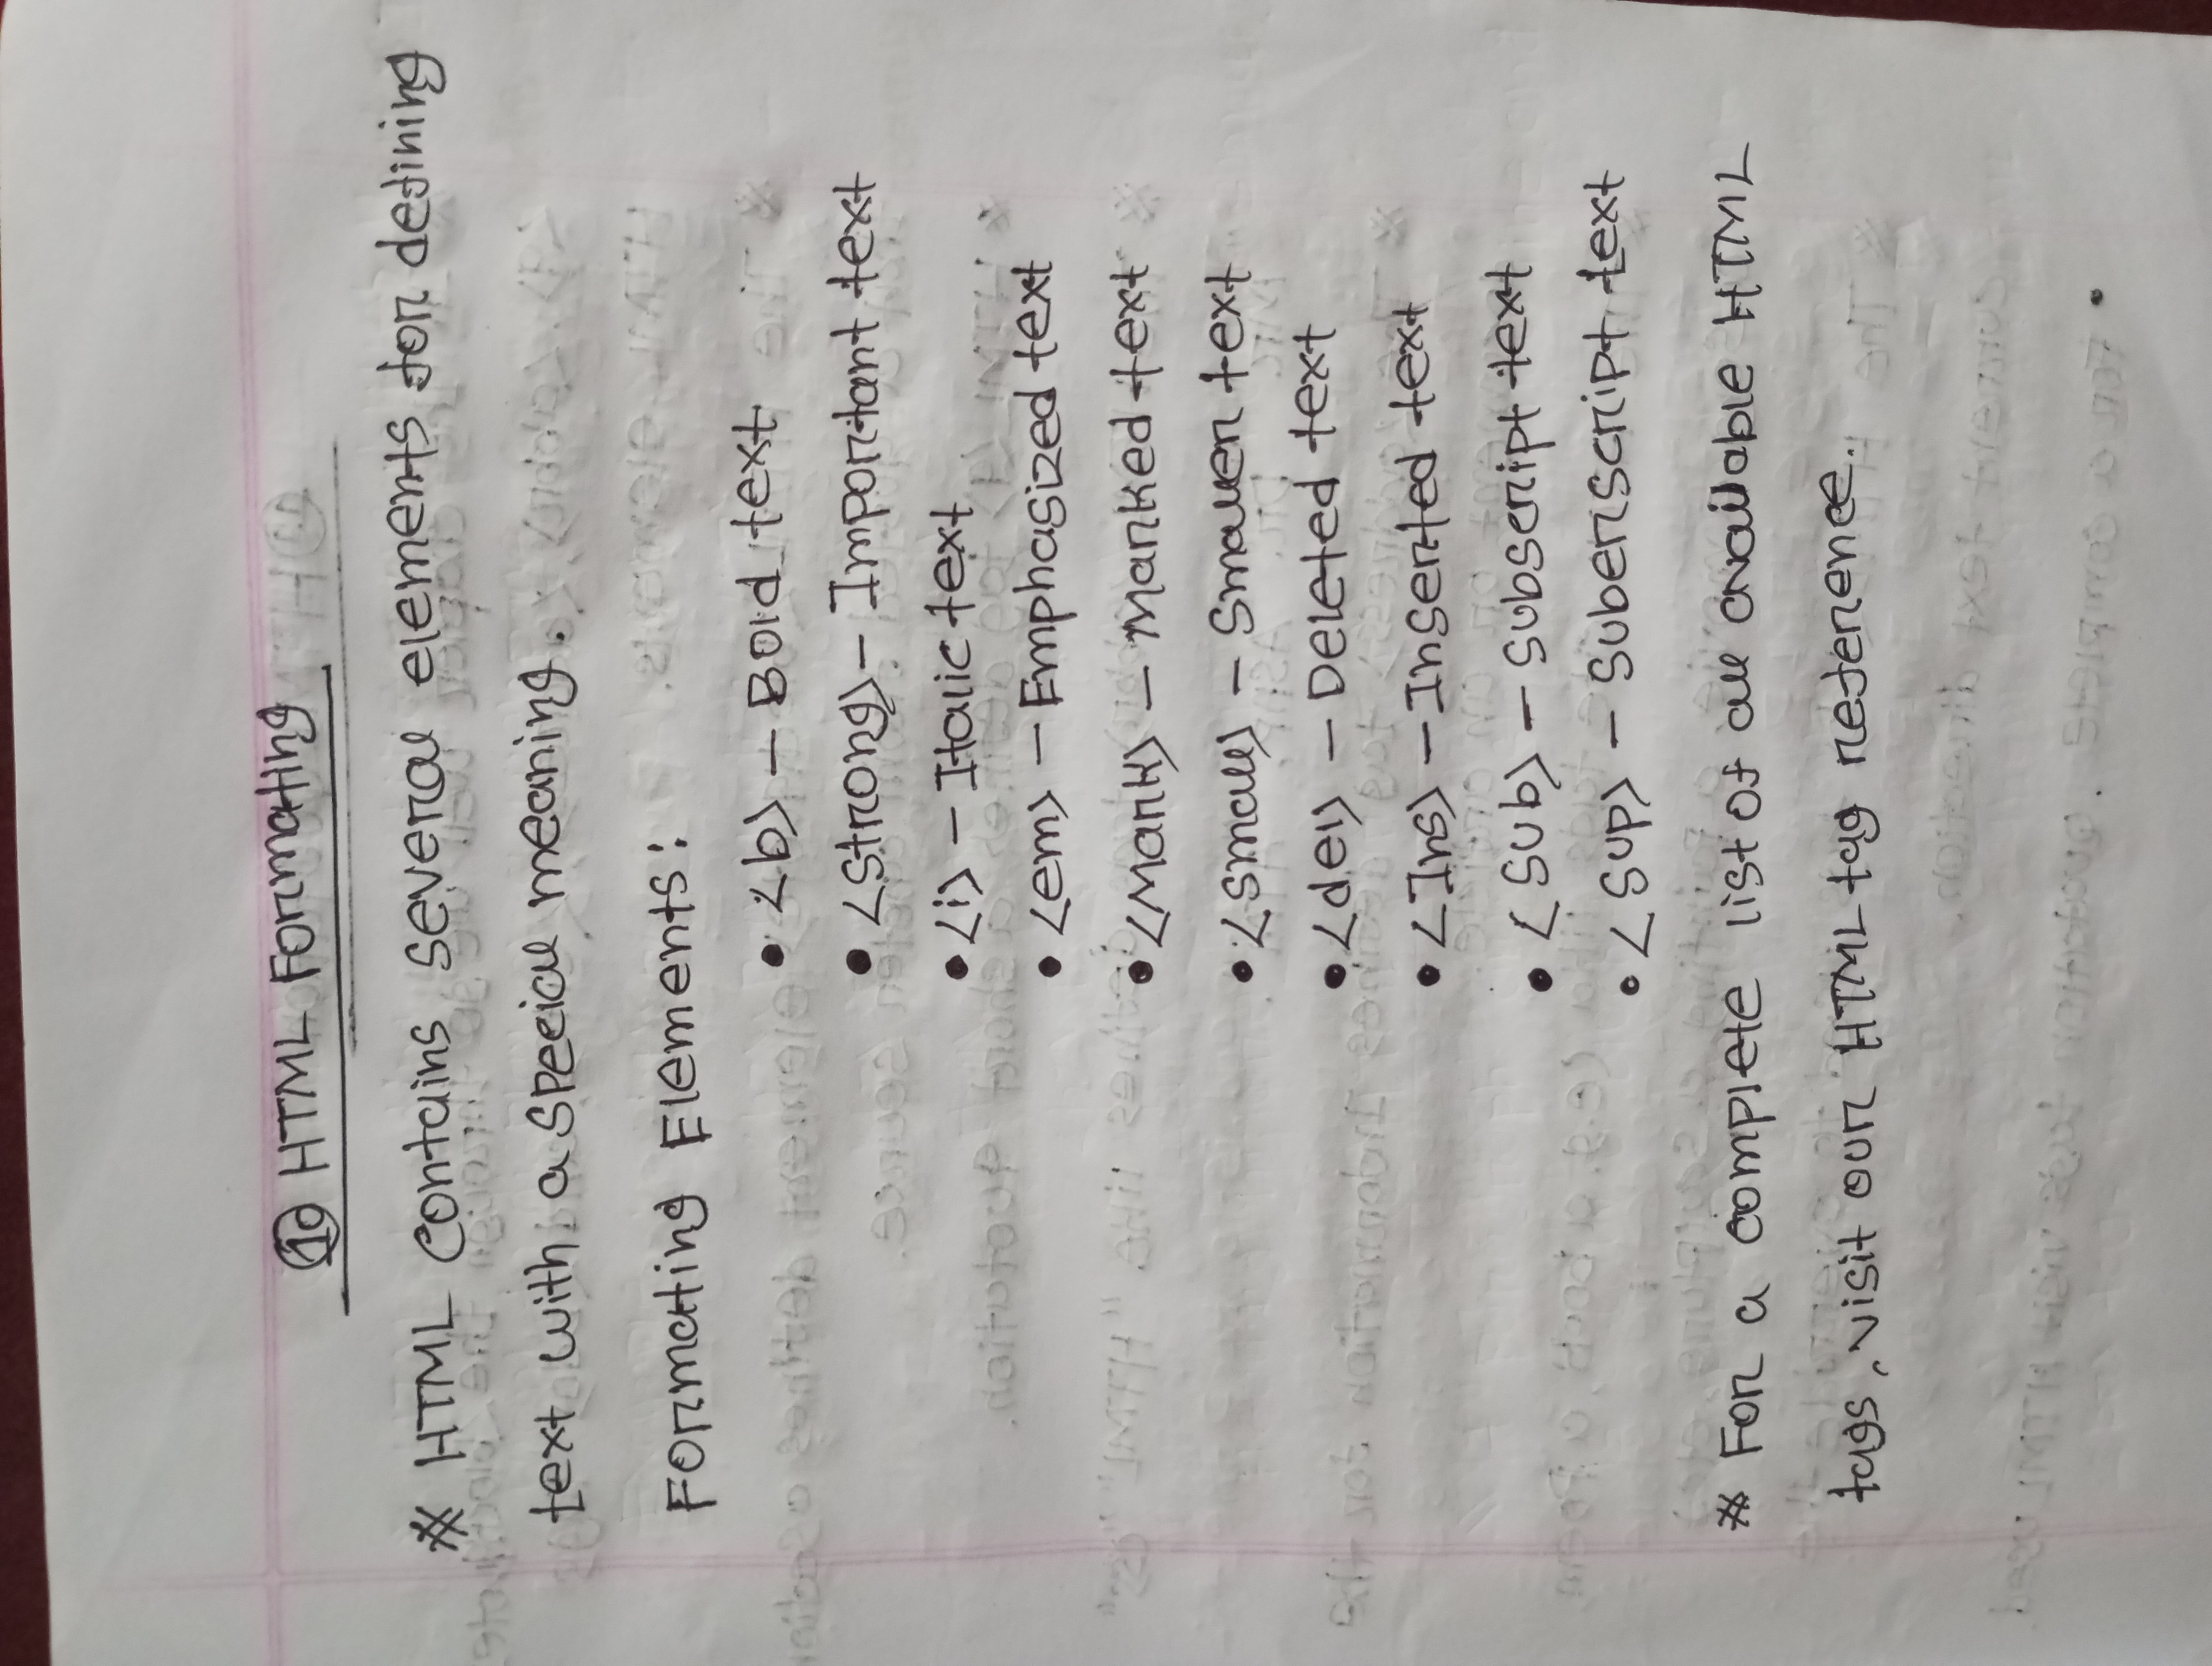 10 HTML Formating
* HTML contains several elements for defining
text with a special meaning.
Formating Elements:
• <b> – Bold text
• <strong> – Important text
• <i> – Italic text
• <em> – Emphasized text
• <Mark> – Marked text
• <small> – Smaller text
• <del> – Deleted text
• <Ins> – Inserted text
• <Sub> – Subscript text
• <Sup> – Suberscript text
* For a complete list of all available HTML
tags, visit our HTML tag reference.